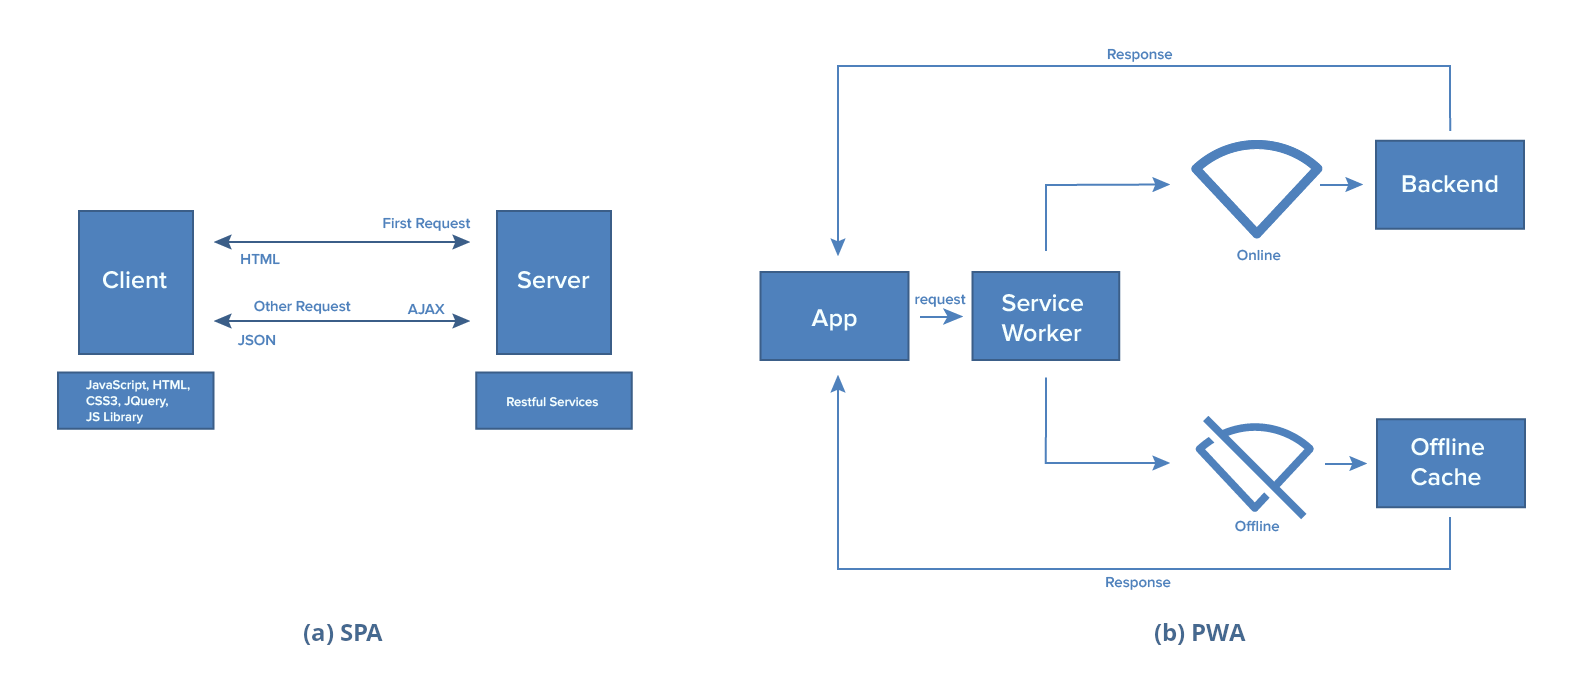 First Request
HTML
Client
Server
Other Request
AJAX
JSON
JavaScript, HTML,
CSS3, JQuery,
JS Library
Restful Services
(a) SPA
Response
Backend
Online
App
request
Service
Worker
Offline
Cache
Offline
Response
(b) PWA